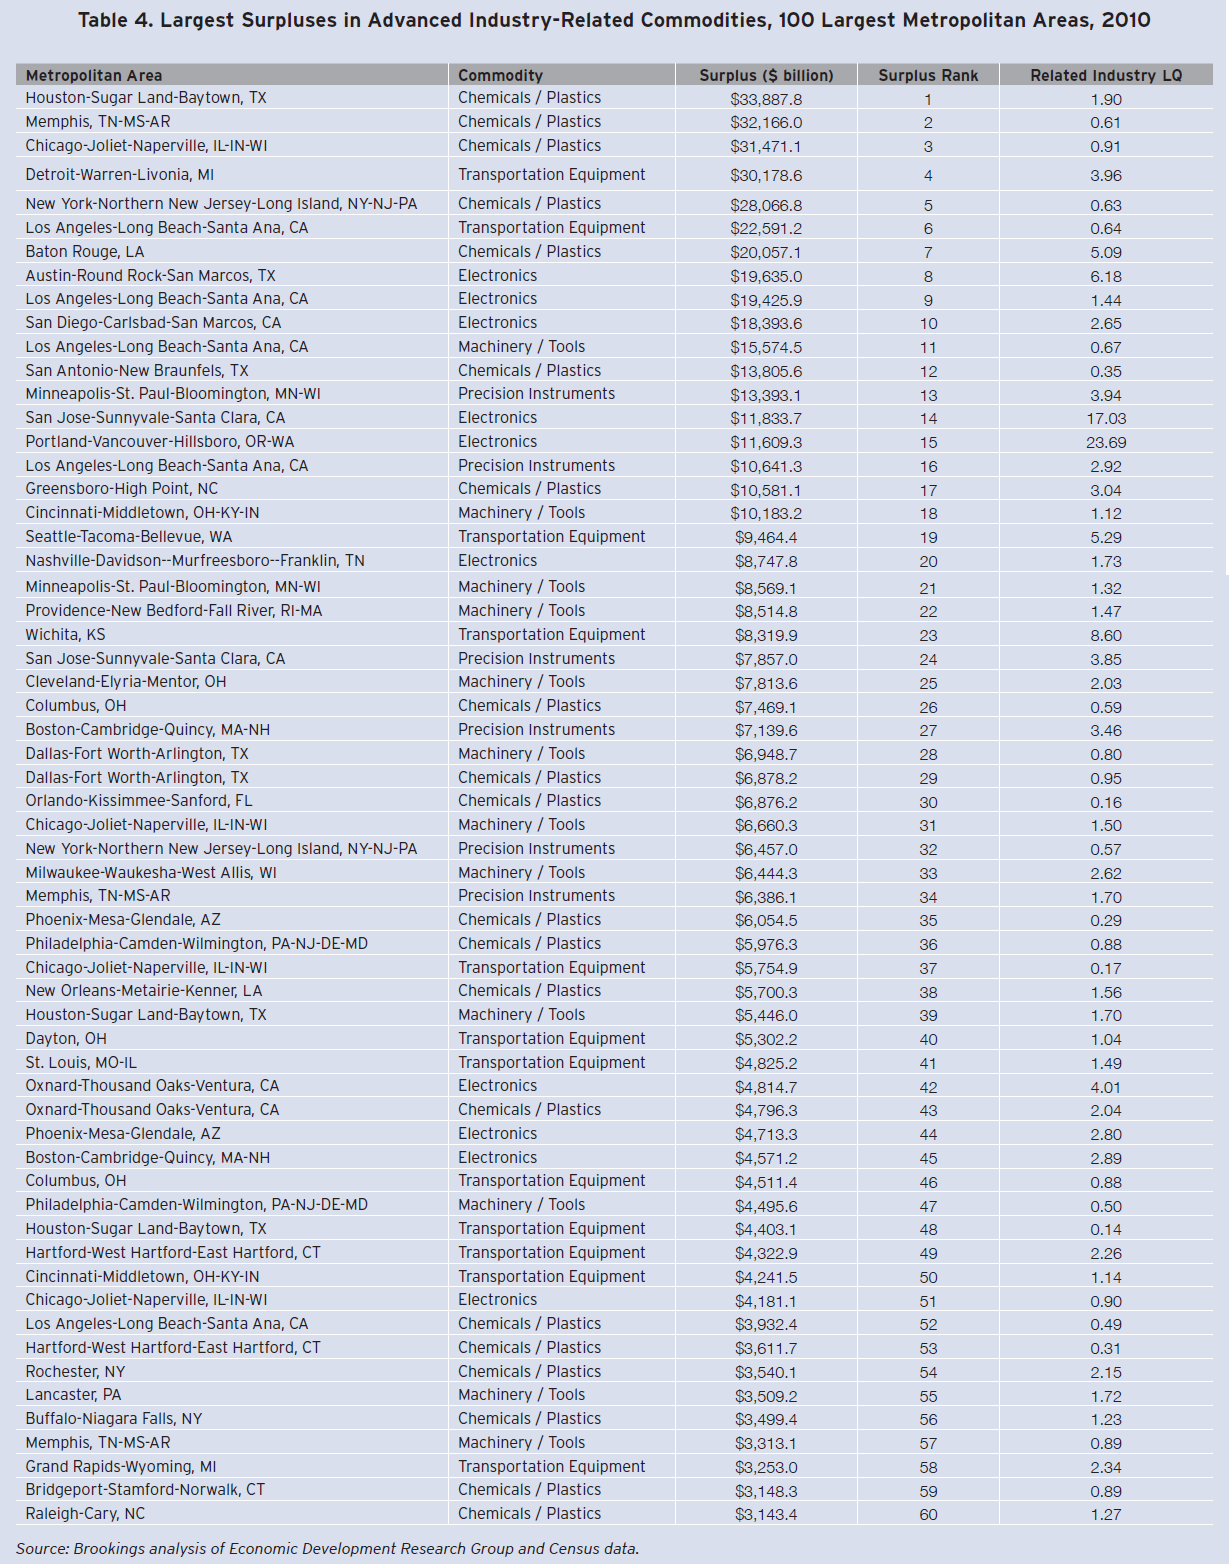 Table 4. Largest Surpluses in Advanced Industry-Related Commodities, 100 Largest Metropolitan Areas, 2010
Metropolitan Area Commodity Surplus ($ billion) Surplus Rank Related Industry LQ
Houston-Sugar Land-Baytown, TX Chemicals / Plastics $33,887.8 1 1.90
Memphis, TN-MS-AR Chemicals / Plastics $32,166.0 2 0.61
Chicago-Joliet-Naperville, IL-IN-WI Chemicals / Plastics $31,471.1 3 0.91
Detroit-Warren-Livonia, MI Transportation Equipment $30,178.6 4 3.96
New York-Northern New Jersey-Long Island, NY-NJ-PA Chemicals / Plastics $28,066.8 5 0.63
Los Angeles-Long Beach-Santa Ana, CA Transportation Equipment $22,591.2 6 0.64
Baton Rouge, LA Chemicals / Plastics $20,057.1 7 5.09
Austin-Round Rock-San Marcos, TX Electronics $19,635.0 8 6.18
Los Angeles-Long Beach-Santa Ana, CA Electronics $19,425.9 9 1.44
San Diego-Carlsbad-San Marcos, CA Electronics $18,393.6 10 2.65
Los Angeles-Long Beach-Santa Ana, CA Machinery / Tools $15,574.5 11 0.67
San Antonio-New Braunfels, TX Chemicals / Plastics $13,805.6 12 0.35
Minneapolis-St. Paul-Bloomington, MN-WI Precision Instruments $13,393.1 13 3.94
San Jose-Sunnyvale-Santa Clara, CA Electronics $11,833.7 14 17.03
Portland-Vancouver-Hillsboro, OR-WA Electronics $11,609.3 15 23.69
Los Angeles-Long Beach-Santa Ana, CA Precision Instruments $10,641.3 16 2.92
Greensboro-High Point, NC Chemicals / Plastics $10,581.1 17 3.04
Cincinnati-Middletown, OH-KY-IN Machinery / Tools $10,183.2 18 1.12
Seattle-Tacoma-Bellevue, WA Transportation Equipment $9,464.4 19 5.29
Nashville-Davidson--Murfreesboro--Franklin, TN Electronics $8,747.8 20 1.73
Minneapolis-St. Paul-Bloomington, MN-WI Machinery / Tools $8,569.1 21 1.32
Providence-New Bedford-Fall River, RI-MA Machinery / Tools $8,514.8 22 1.47
Wichita, KS Transportation Equipment $8,319.9 23 8.60
San Jose-Sunnyvale-Santa Clara, CA Precision Instruments $7,857.0 24 3.85
Cleveland-Elyria-Mentor, OH Machinery / Tools $7,813.6 25 2.03
Columbus, OH Chemicals / Plastics $7,469.1 26 0.59
Boston-Cambridge-Quincy, MA-NH Precision Instruments $7,139.6 27 3.46
Dallas-Fort Worth-Arlington, TX Machinery / Tools $6,948.7 28 0.80
Dallas-Fort Worth-Arlington, TX Chemicals / Plastics $6,878.2 29 0.95
Orlando-Kissimmee-Sanford, FL Chemicals / Plastics $6,876.2 30 0.16
Chicago-Joliet-Naperville, IL-IN-WI Machinery / Tools $6,660.3 31 1.50
New York-Northern New Jersey-Long Island, NY-NJ-PA Precision Instruments $6,457.0 32 0.57
Milwaukee-Waukesha-West Allis, WI Machinery / Tools $6,444.3 33 2.62
Memphis, TN-MS-AR Precision Instruments $6,386.1 34 1.70
Phoenix-Mesa-Glendale, AZ Chemicals / Plastics $6,054.5 35 0.29
Philadelphia-Camden-Wilmington, PA-NJ-DE-MD Chemicals / Plastics $5,976.3 36 0.88
Chicago-Joliet-Naperville, IL-IN-WI Transportation Equipment $5,754.9 37 0.17
New Orleans-Metairie-Kenner, LA Chemicals / Plastics $5,700.3 38 1.56
Houston-Sugar Land-Baytown, TX Machinery / Tools $5,446.0 39 1.70
Dayton, OH Transportation Equipment $5,302.2 40 1.04
St. Louis, MO-IL Transportation Equipment $4,825.2 41 1.49
Oxnard-Thousand Oaks-Ventura, CA Electronics $4,814.7 42 4.01
Oxnard-Thousand Oaks-Ventura, CA Chemicals / Plastics $4,796.3 43 2.04
Phoenix-Mesa-Glendale, AZ Electronics $4,713.3 44 2.80
Boston-Cambridge-Quincy, MA-NH Electronics $4,571.2 45 2.89
Columbus, OH Transportation Equipment $4,511.4 46 0.88
Philadelphia-Camden-Wilmington, PA-NJ-DE-MD Machinery / Tools $4,495.6 47 0.50
Houston-Sugar Land-Baytown, TX Transportation Equipment $4,403.1 48 0.14
Hartford-West Hartford-East Hartford, CT Transportation Equipment $4,322.9 49 2.26
Cincinnati-Middletown, OH-KY-IN Transportation Equipment $4,241.5 50 1.14
Chicago-Joliet-Naperville, IL-IN-WI Electronics $4,181.1 51 0.90
Los Angeles-Long Beach-Santa Ana, CA Chemicals / Plastics $3,932.4 52 0.49
Hartford-West Hartford-East Hartford, CT Chemicals / Plastics $3,611.7 53 0.31
Rochester, NY Chemicals / Plastics $3,540.1 54 2.15
Lancaster, PA Machinery / Tools $3,509.2 55 1.72
Buffalo-Niagara Falls, NY Chemicals / Plastics $3,499.4 56 1.23
Memphis, TN-MS-AR Machinery / Tools $3,313.1 57 0.89
Grand Rapids-Wyoming, MI Transportation Equipment $3,253.0 58 2.34
Bridgeport-Stamford-Norwalk, CT Chemicals / Plastics $3,148.3 59 0.89
Raleigh-Cary, NC Chemicals / Plastics $3,143.4 60 1.27
Source: Brookings analysis of Economic Development Research Group and Census data.